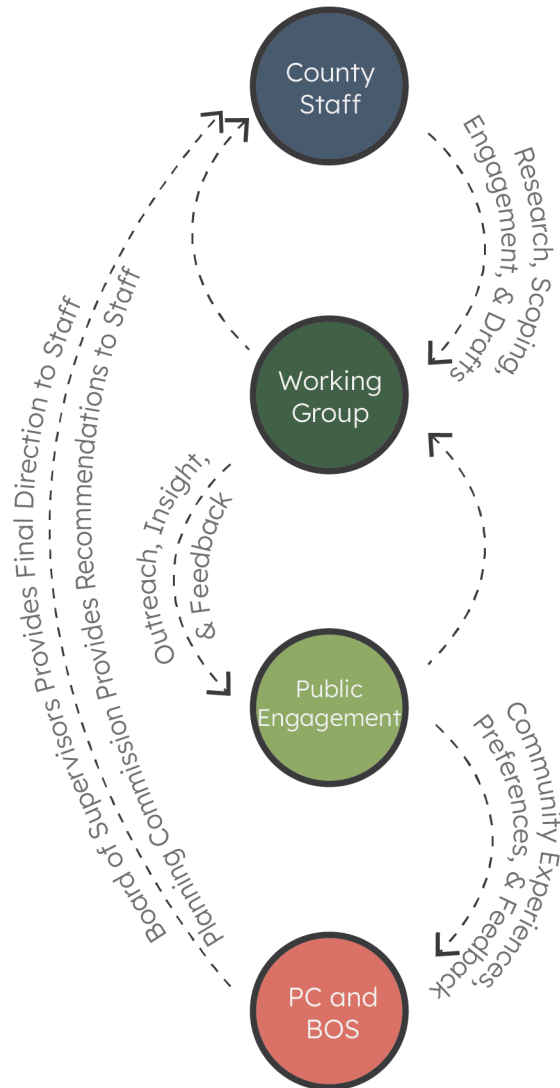 County
Staff
Research, Scoping,
Engagement, & Drafts
Working
Group
Outreach, Insight,
& Feedback
Public
Engagement
Community Experiences,
Preferences, & Feedback
PC and
BOS
Board of Supervisors Provides Final Direction to Staff
Planning Commission Provides Recommendations to Staff